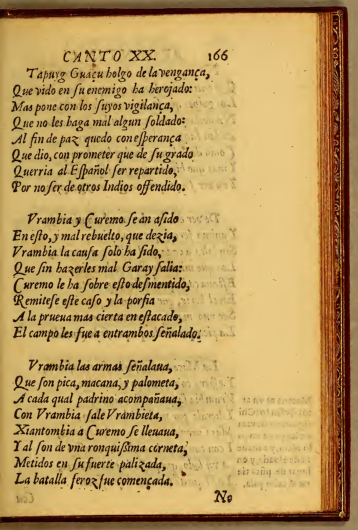 CANTO XX. 166
Tapuyg Guaçu holgo de la vengança,
Que vido en su enemigo ha herojado:
Mas pone con los suyos vigilança,
Que no les haga mal algun soldado:
Al fin de paz quedo con esperança
Que dio, con prometer que de su grado
Querria al Español ser repartido,
Por no ser de otros Indios offendido.
Vrambia y Curemo se àn asido
En esto, y mal rebuelto, que dezia,
Vrambia la causa solo ha sido,
Que sin hazerles mal Garay salia:
Curemo le ha sobre esto desmentido,
Remitese este caso y la porfia
A la prueua mas cierta en estacado,
El campo les fue a entrambos señalado.
Vrambia las armas señalaua,
Que son pica, macana, y palometa,
A cada qual padrino acompañaua,
Con Vrambia sale Vrambieta,
Xiantombia a Curemo se lleuaua,
Y al son de vna ronquissima corneta,
Metidos en su fuerte palizada,
La batalla feroz fue començada.
No